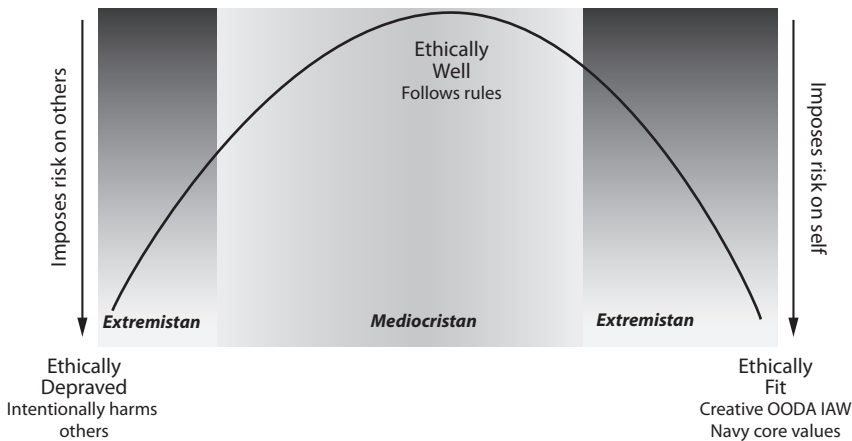 Imposes risk on others
Ethically
Well
Follows rules
Imposes risk on self
Extremistan
Mediocristan
Extremistan
Ethically
Depraved
Intentionally harms
others
Ethically
Fit
Creative OODA IAW
Navy core values